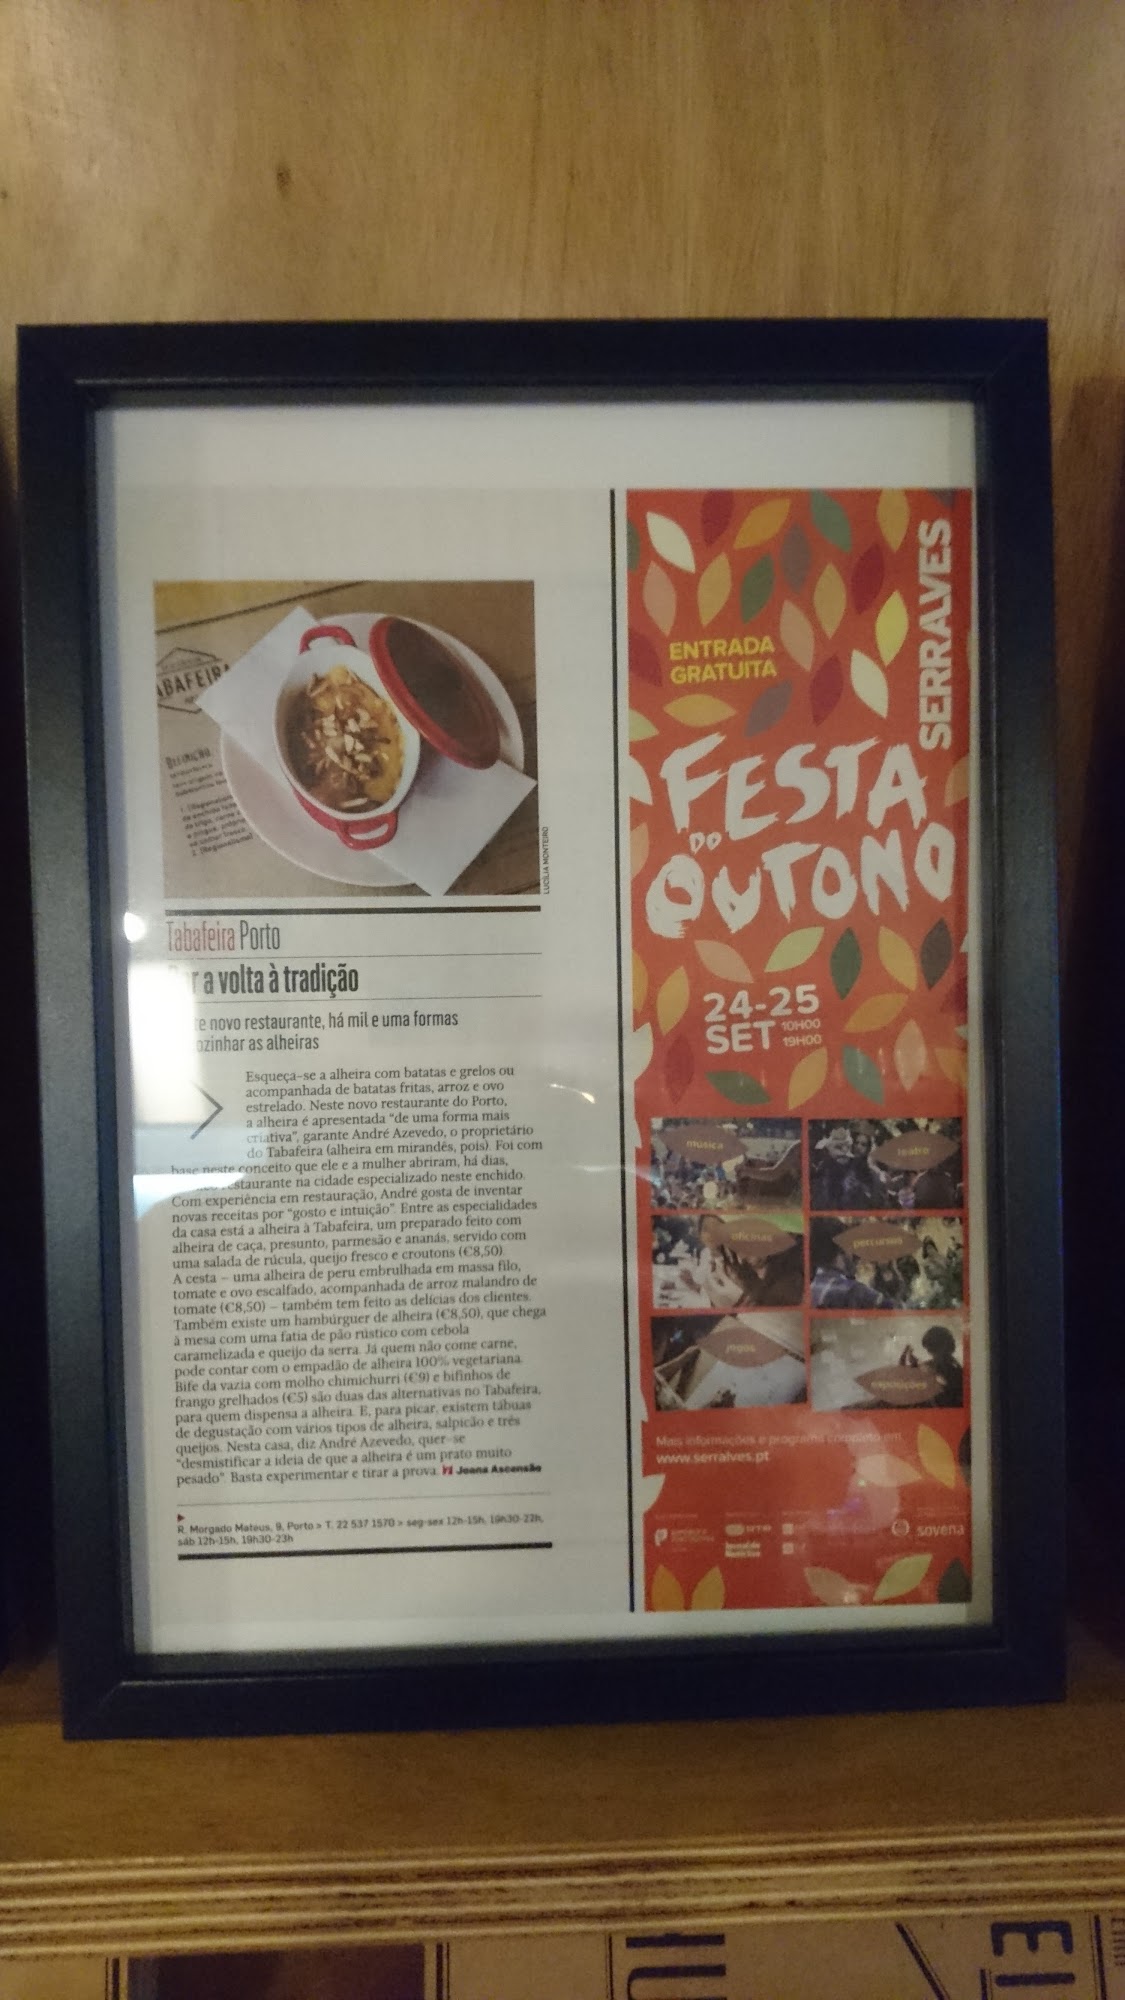 TABAFEIRA
DEFINIÇÃO
LUCÍLIA MONTEIRO
Tabafeira Porto
a volta à tradição
novo restaurante, há mil e uma formas
ozinhar as alheiras
Esqueça-se a alheira com batatas e grelos ou
acompanhada de batatas fritas, arroz e ovo
estrelado. Neste novo restaurante do Porto,
a alheira é apresentada “de uma forma mais
criativa”, garante André Azevedo, o proprietário
do Tabafeira (alheira em mirandês, pois). Foi com
base neste conceito que ele e a mulher abriram, há dias,
restaurante na cidade especializado neste enchido.
Com experiência em restauração, André gosta de inventar
novas receitas por “gosto e intuição”. Entre as especialidades
da casa está a alheira à Tabafeira, um preparado feito com
alheira de caça, presunto, parmesão e ananás, servido com
uma salada de rúcula, queijo fresco e croutons (€8,50).
A cesta – uma alheira de peru embrulhada em massa filo,
tomate e ovo escalfado, acompanhada de arroz malandro de
tomate (€8,50) – também tem feito as delícias dos clientes.
Também existe um hambúrguer de alheira (€8,50), que chega
à mesa com uma fatia de pão rústico com cebola
caramelizada e queijo da serra. Já quem não come carne,
pode contar com o empadão de alheira 100% vegetariana.
Bife da vazia com molho chimichurri (€9) e bifinhos de
frango grelhados (€5) são duas das alternativas no Tabafeira,
para quem dispensa a alheira. E, para picar, existem tábuas
de degustação com vários tipos de alheira, salpicão e três
queijos. Nesta casa, diz André Azevedo, quer-se
“desmistificar a ideia de que a alheira é um prato muito
pesado”. Basta experimentar e tirar a prova. Joana Ascensão
R. Morgado Mateus, 9, Porto > T. 22 537 1570 > seg-sex 12h-15h, 19h30-22h,
sáb 12h-15h, 19h30-23h
SERRALVES
ENTRADA
GRATUITA
FESTA
DO
OUTONO
24-25
SET 10H00
19H00
música
teatro
oficinas
percursos
jogos
exposições
Mais informações e programa completo em
www.serralves.pt
Jornal de
Notícias
sovena